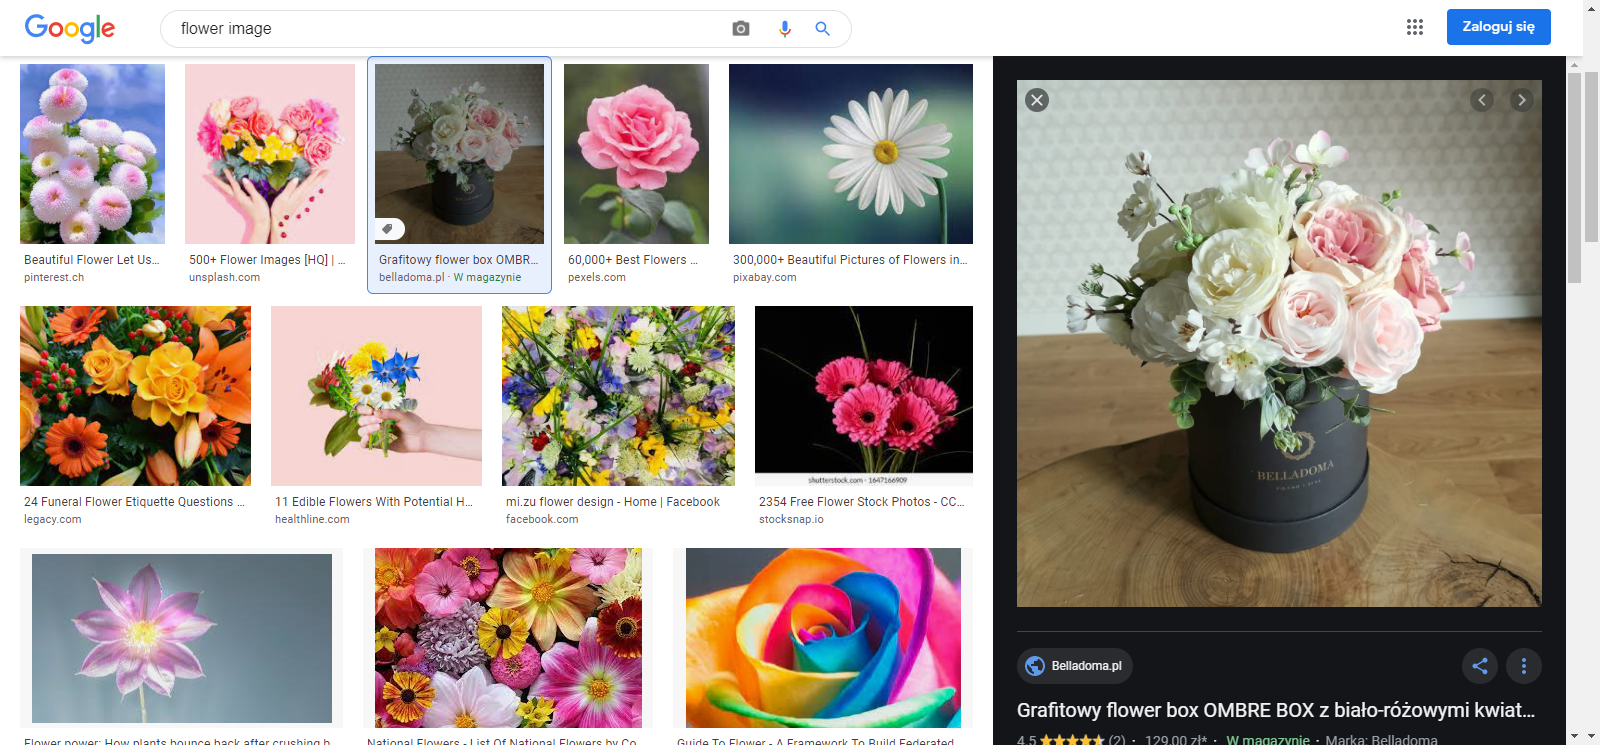 Google
flower image
Zaloguj się
Beautiful Flower Let Us...
pinterest.ch
500+ Flower Images [HQ] | ...
unsplash.com
Grafitowy flower box OMBR...
belladoma.pl · W magazynie
60,000+ Best Flowers ...
pexels.com
300,000+ Beautiful Pictures of Flowers in...
pixabay.com
shutterstock.com • 1647166909
24 Funeral Flower Etiquette Questions ...
legacy.com
11 Edible Flowers With Potential H...
healthline.com
mi.zu flower design - Home | Facebook
facebook.com
2354 Free Flower Stock Photos - CC...
stocksnap.io
Flower power: How plants bounce back after crushing b
National Flowers - List Of National Flowers by Co
Guide To Flower - A Framework To Build Federated
BELLADOMA
Belladoma.pl
Grafitowy flower box OMBRE BOX z biało-różowymi kwiat...
4,5 (2) · 129,00 zł* · W magazynie · Marka: Belladoma